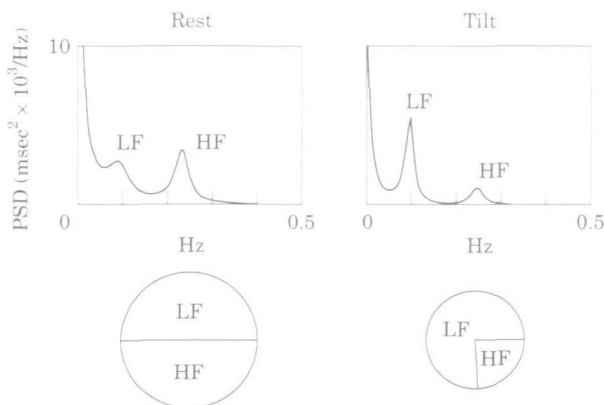 Rest
Tilt
PSD (msec² × 10³/Hz)
10
LF
HF
0
0.5
Hz
LF
HF
0
0.5
Hz
LF
HF
LF
HF